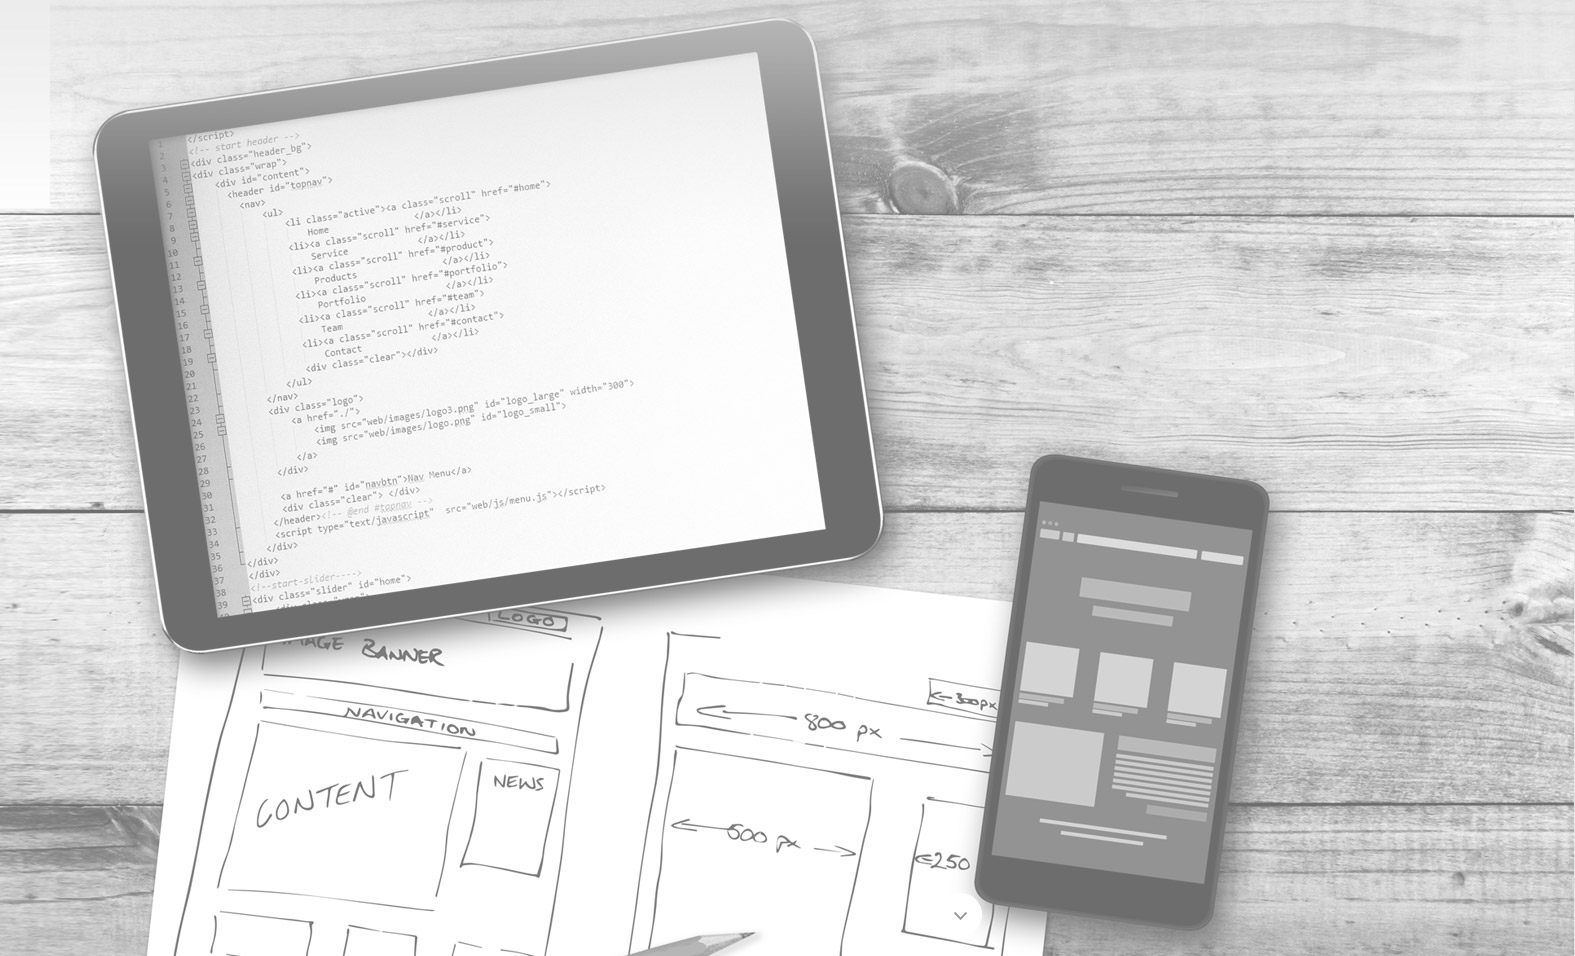 </script>
<!-- start header -->
<div class="header_bg">
<div class="wrap">
<div id="content">
<header id="topnav">
<nav>
<ul>
<li class="active"><a class="scroll" href="#home">
Home </a></li>
<li><a class="scroll" href="#service">
Service </a></li>
<li><a class="scroll" href="#product">
Products </a></li>
<li><a class="scroll" href="#portfolio">
Portfolio </a></li>
<li><a class="scroll" href="#team">
Team </a></li>
<li><a class="scroll" href="#contact">
Contact </a></li>
<div class="clear"></div>
</ul>
</nav>
<div class="logo">
<a href="./">
<img src="web/images/logo3.png" id="logo_large" width="300">
<img src="web/images/logo.png" id="logo_small">
</a>
</div>
<a href="#" id="navbtn">Nav Menu</a>
<div class="clear"> </div>
</header><!-- @end #topnav -->
<script type="text/javascript" src="web/js/menu.js"></script>
</div>
</div>
</div>
<!--start-slider---->
<div class="slider" id="home">
1
2
3
4
5
6
7
8
9
10
11
12
13
14
15
16
17
18
19
20
21
22
23
24
25
26
27
28
29
30
31
32
33
34
35
36
37
38
39
LOGO
IMAGE BANNER
NAVIGATION
CONTENT
NEWS
300px
800 px
500 px
250